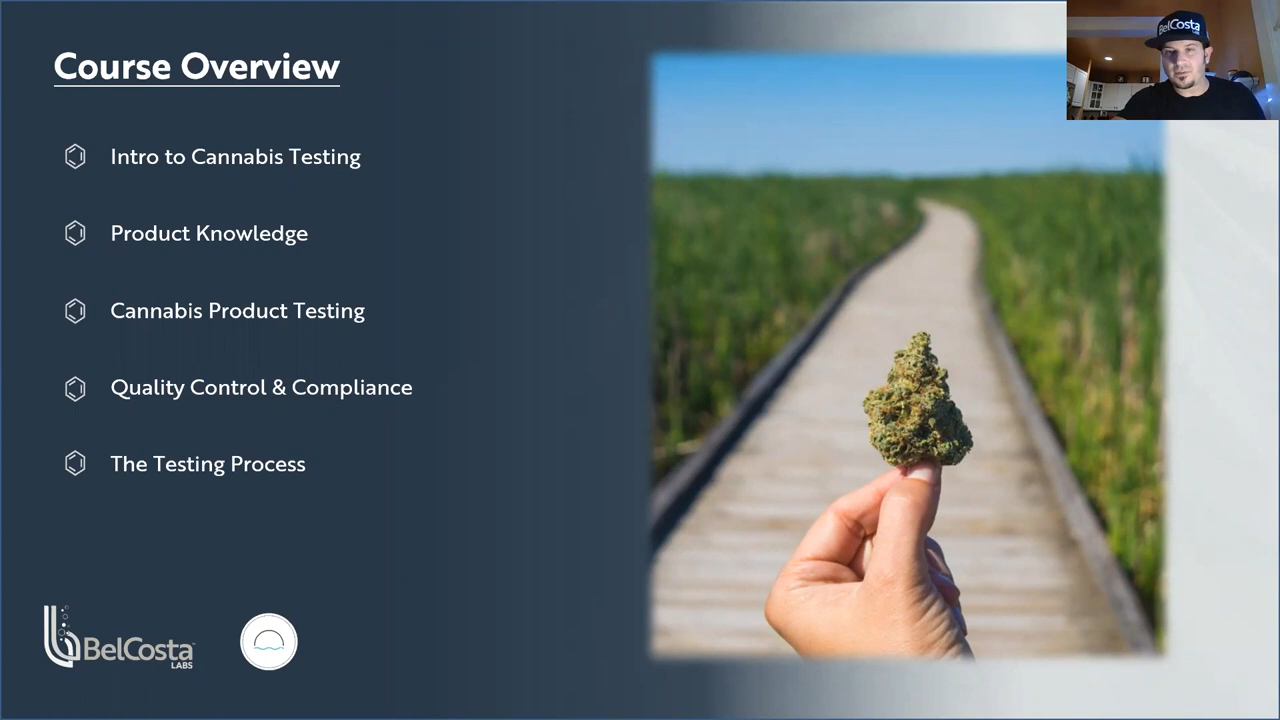 Course Overview
Intro to Cannabis Testing
Product Knowledge
Cannabis Product Testing
Quality Control & Compliance
The Testing Process
BelCosta
LABS
BelCosta